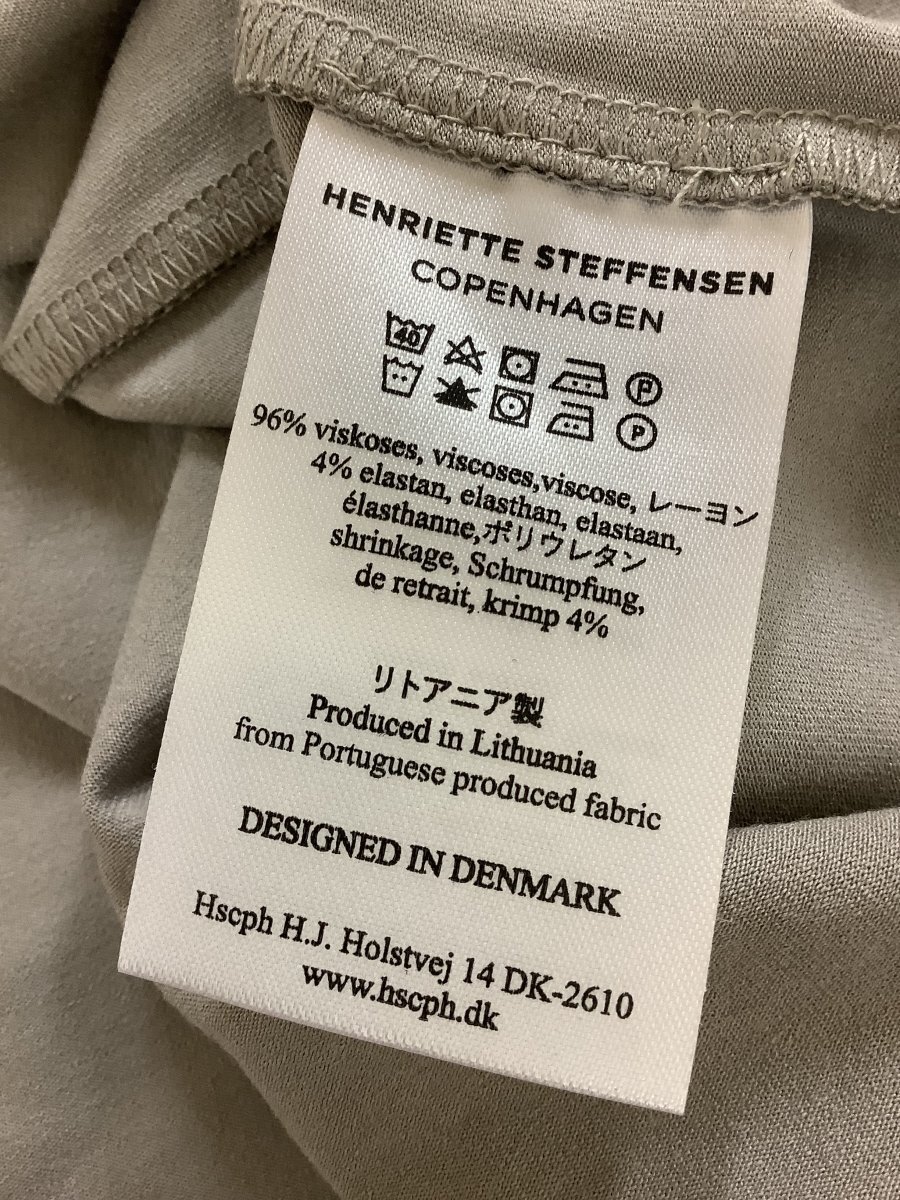 HENRIETTE STEFFENSEN
COPENHAGEN
40
P
P
96% viskoses, viscoses,viscose, レーヨン
4% elastan, elasthan, elastaan,
élasthanne,ポリウレタン
shrinkage, Schrumpfung,
de retrait, krimp 4%
リトアニア製
Produced in Lithuania
from Portuguese produced fabric
DESIGNED IN DENMARK
Hscph H.J. Holstvej 14 DK-2610
www.hscph.dk